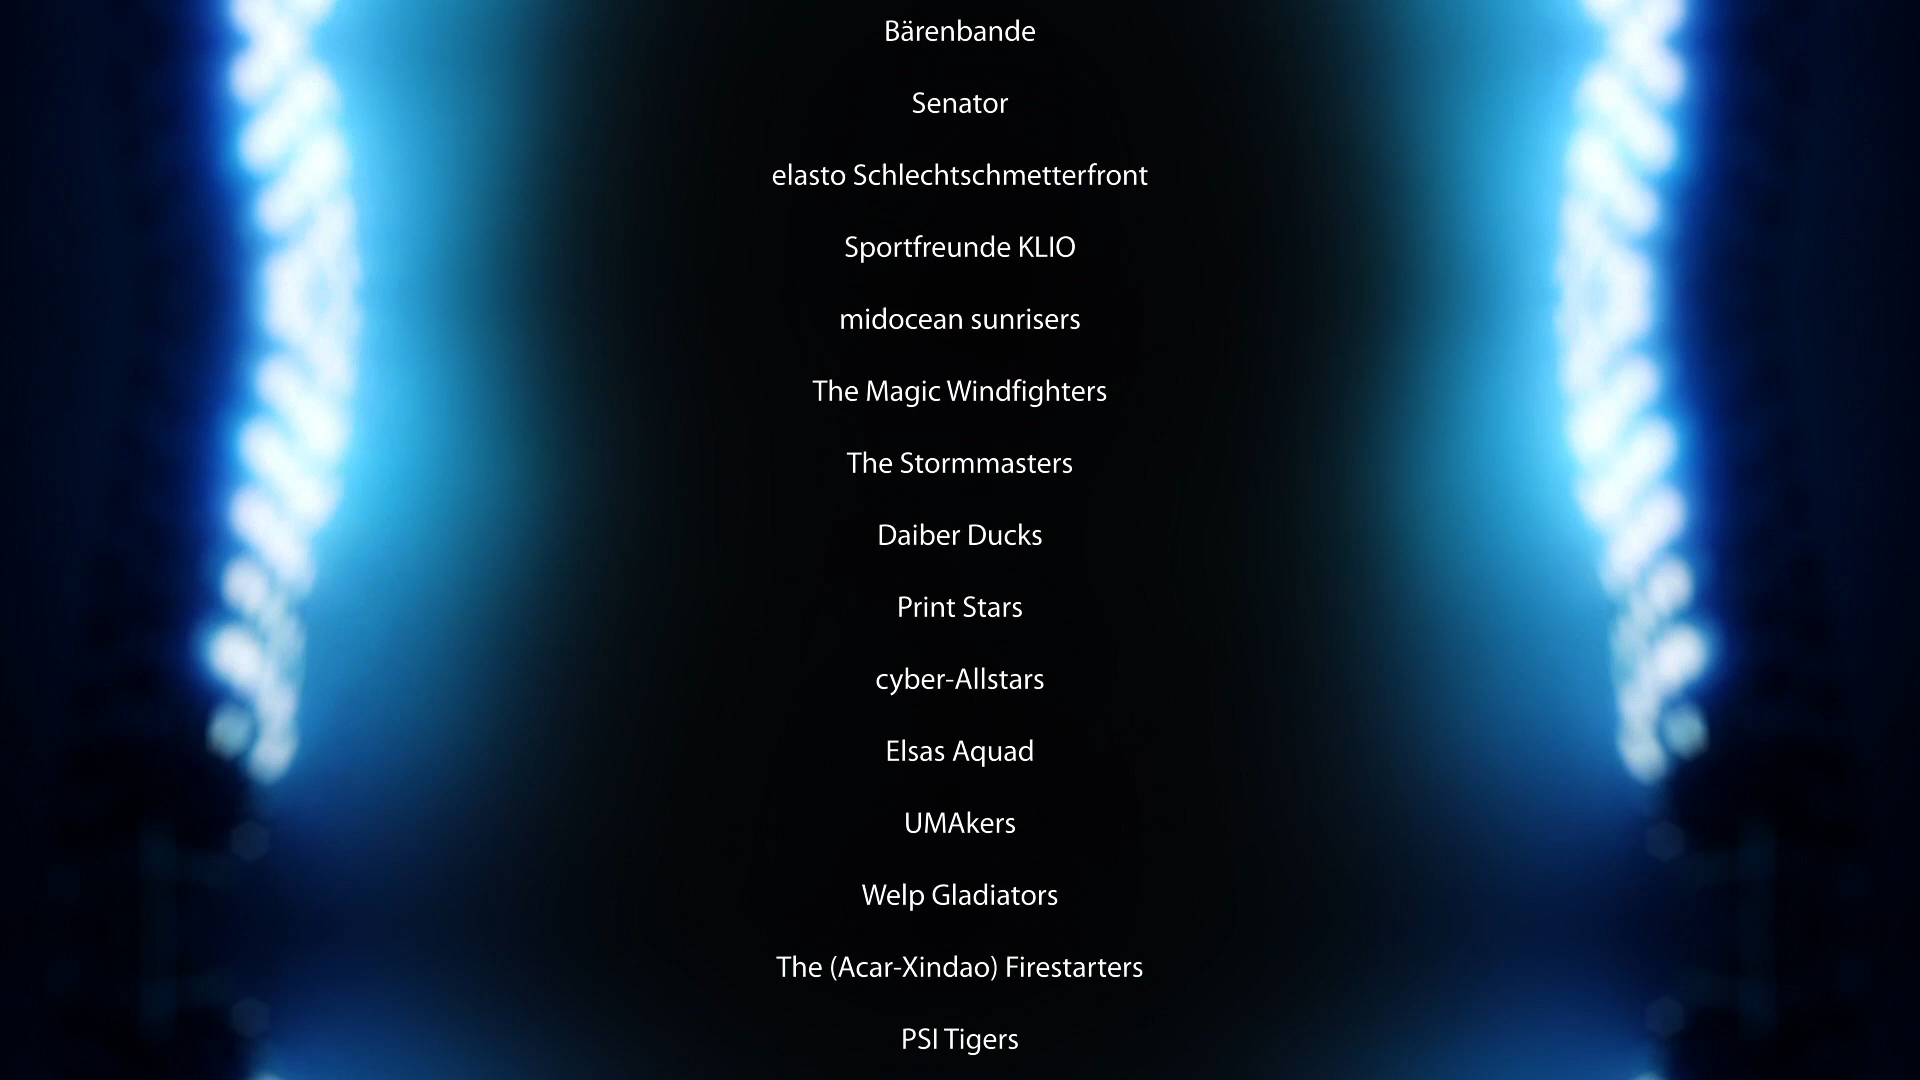 Bärenbande
Senator
elasto Schlechtschmetterfront
Sportfreunde KLIO
midocean sunrisers
The Magic Windfighters
The Stormmasters
Daiber Ducks
Print Stars
cyber-Allstars
Elsas Aquad
UMAkers
Welp Gladiators
The (Acar-Xindao) Firestarters
PSI Tigers